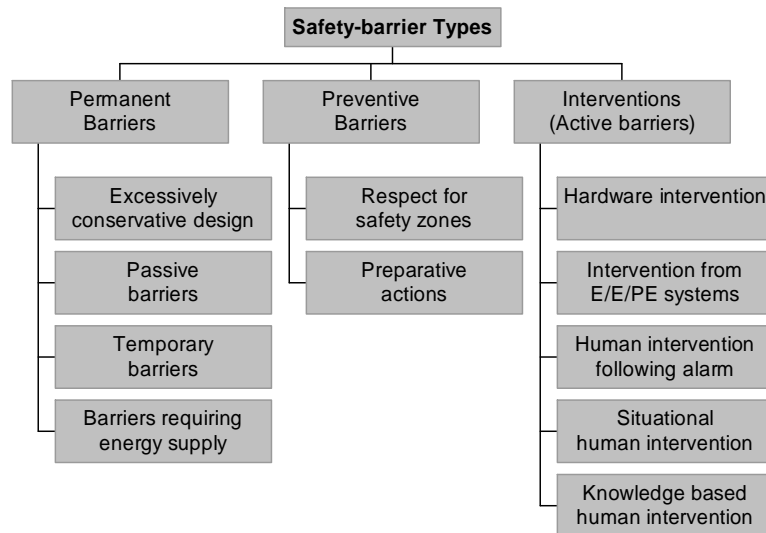 Safety-barrier Types
Permanent
Barriers
Preventive
Barriers
Interventions
(Active barriers)
Excessively
conservative design
Passive
barriers
Temporary
barriers
Barriers requiring
energy supply
Respect for
safety zones
Preparative
actions
Hardware intervention
Intervention from
E/E/PE systems
Human intervention
following alarm
Situational
human intervention
Knowledge based
human intervention